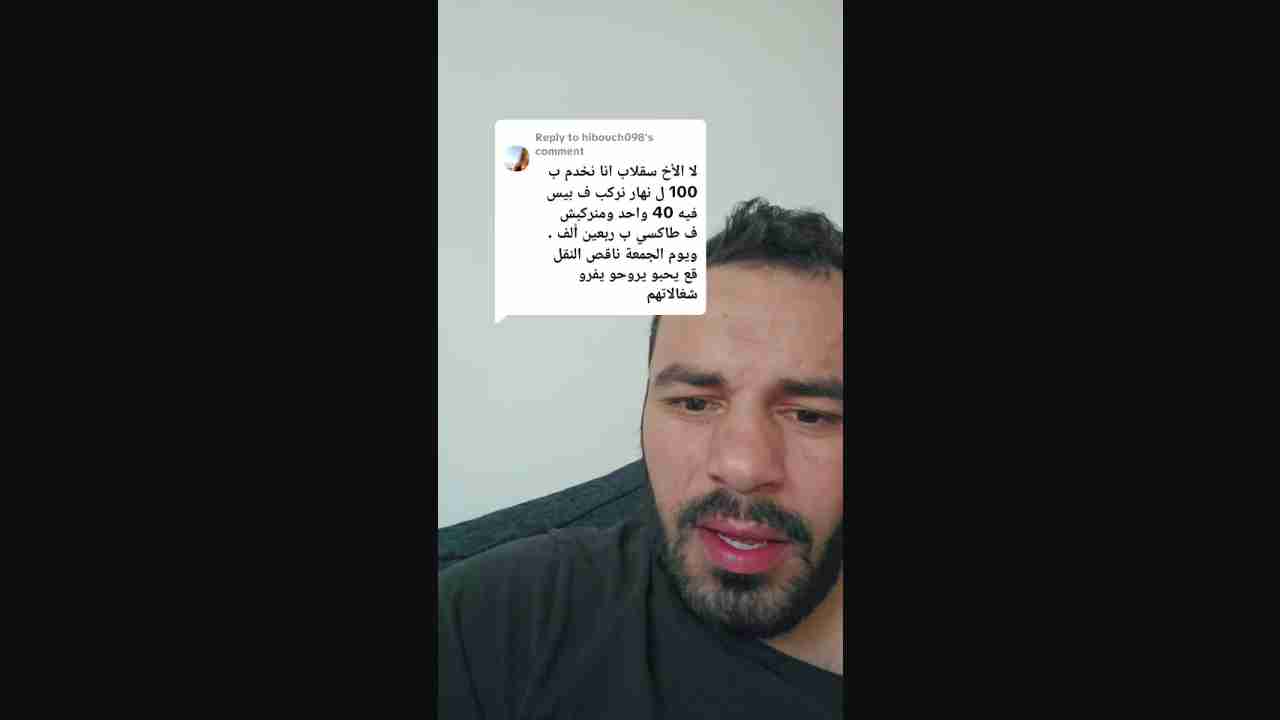 Reply to hibouch098's
comment
لا الأخ سقلاب انا نخدم ب
100 ل نهار نركب ف بيس
فيه 40 واحد ومنركبش
ف طاكسي ب ربعين ألف .
ويوم الجمعة ناقص النقل
قع يحبو يروحو يفرو
شغالاتهم